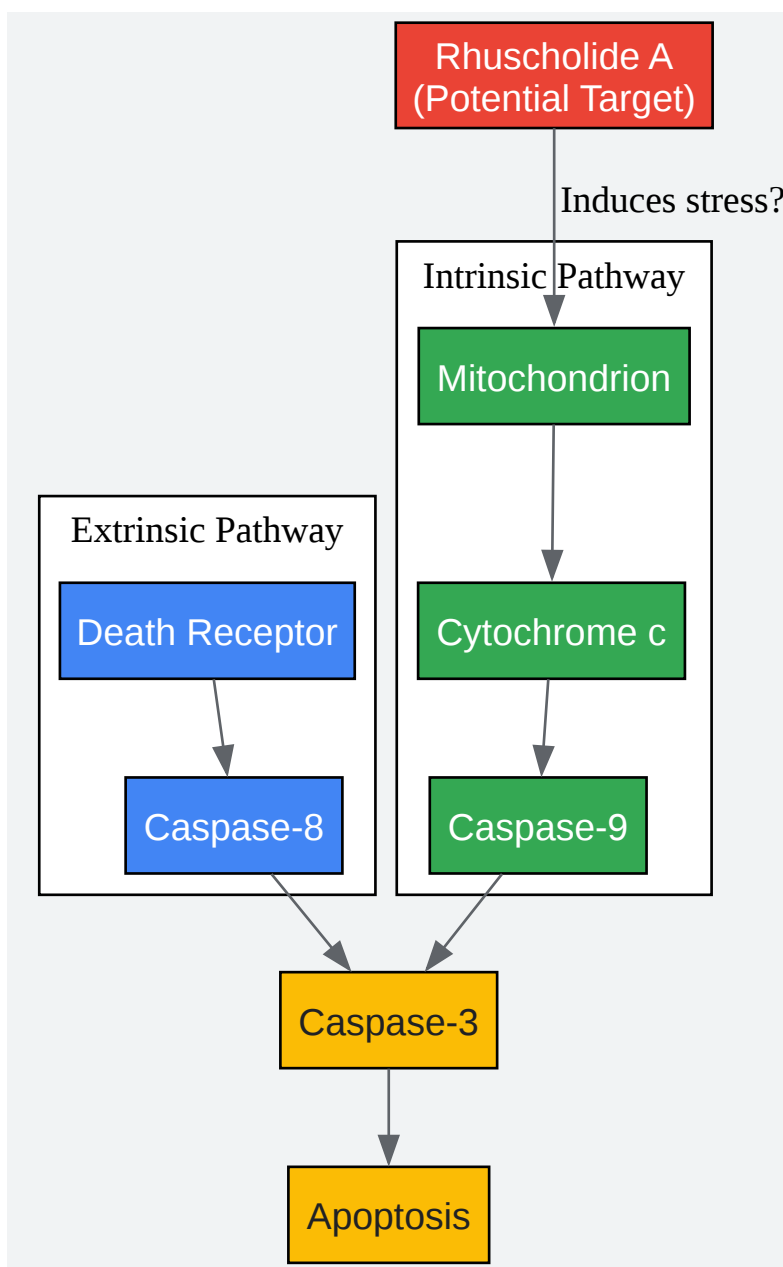 Rhuscholide A
(Potential Target)
Induces stress?
Intrinsic Pathway
Mitochondrion
Extrinsic Pathway
Death Receptor
Cytochrome c
Caspase-8
Caspase-9
Caspase-3
Apoptosis